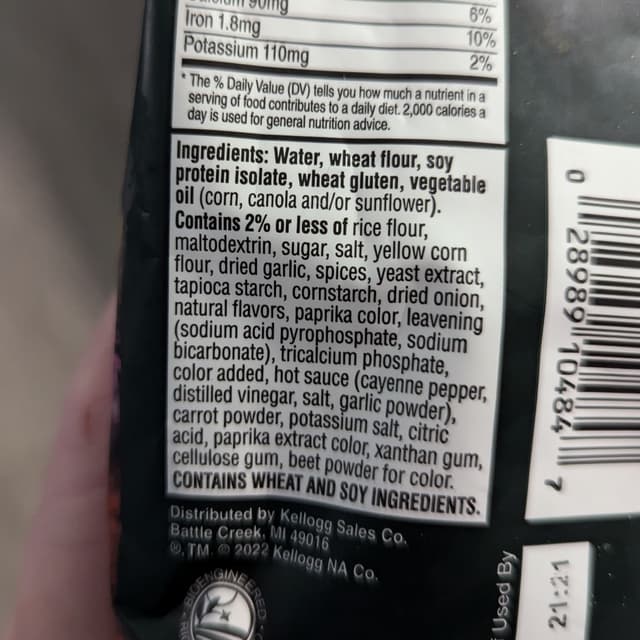 90mg 6%
Iron 1.8mg 10%
Potassium 110mg 2%
* The % Daily Value (DV) tells you how much a nutrient in a
serving of food contributes to a daily diet. 2,000 calories a
day is used for general nutrition advice.
Ingredients: Water, wheat flour, soy
protein isolate, wheat gluten, vegetable
oil (corn, canola and/or sunflower).
Contains 2% or less of rice flour,
maltodextrin, sugar, salt, yellow corn
flour, dried garlic, spices, yeast extract,
tapioca starch, cornstarch, dried onion,
natural flavors, paprika color, leavening
(sodium acid pyrophosphate, sodium
bicarbonate), tricalcium phosphate,
color added, hot sauce (cayenne pepper,
distilled vinegar, salt, garlic powder),
carrot powder, potassium salt, citric
acid, paprika extract color, xanthan gum,
cellulose gum, beet powder for color.
CONTAINS WHEAT AND SOY INGREDIENTS.
Distributed by Kellogg Sales Co.
Battle Creek, MI 49016
®, TM, © 2022 Kellogg NA Co.
BIOENGINEERED
0 28989 10484 7
Used By
21:21